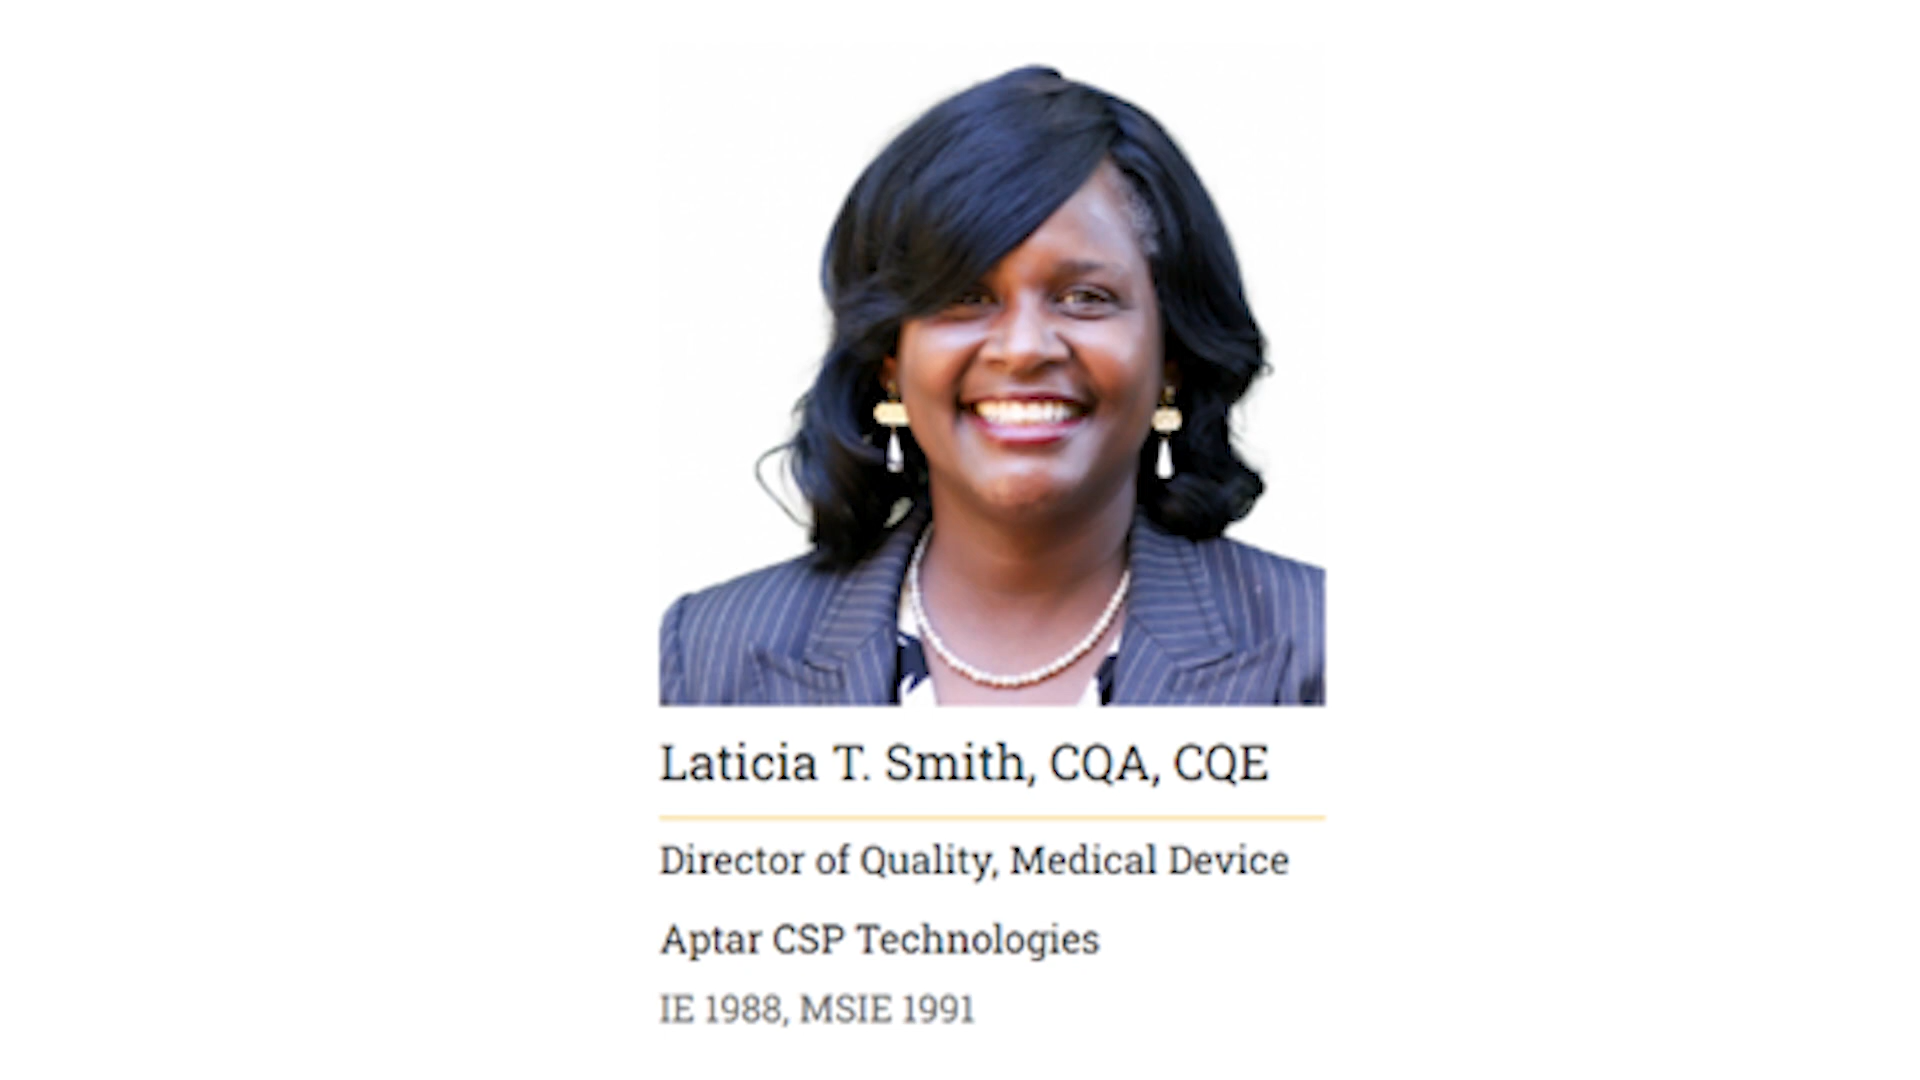 Laticia T. Smith, CQA, CQE
Director of Quality, Medical Device
Aptar CSP Technologies
IE 1988, MSIE 1991